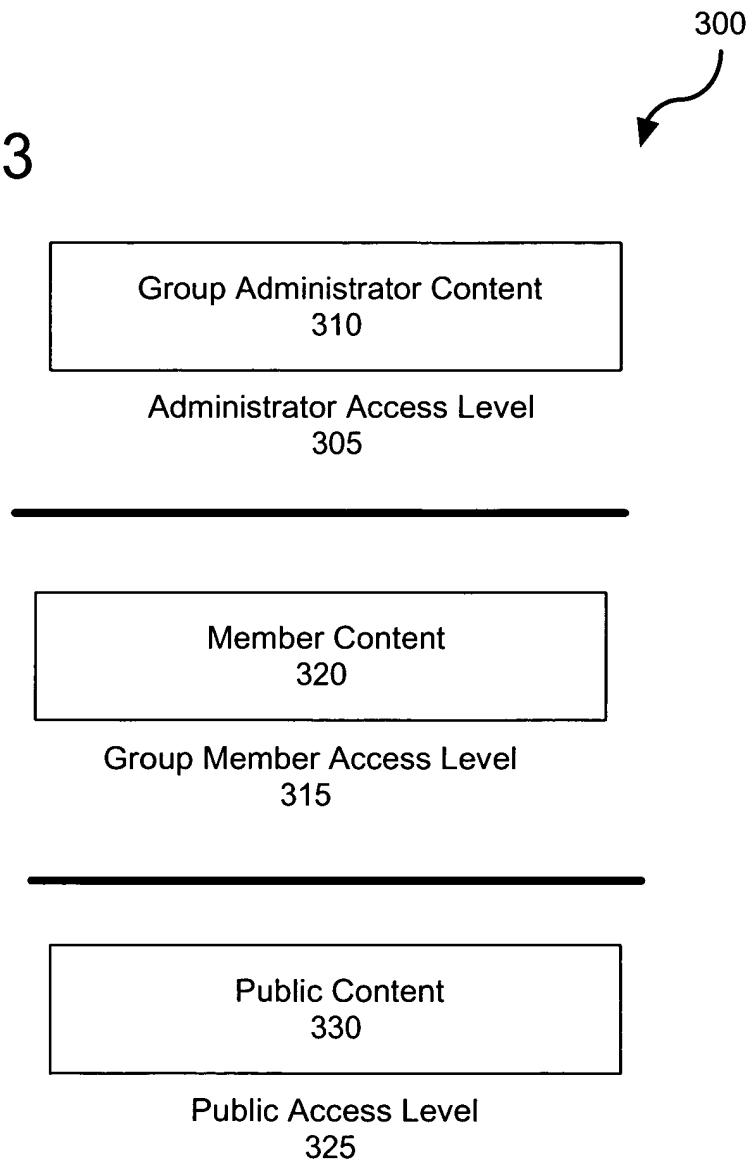 300
3
Group Administrator Content
310
Administrator Access Level
305
Member Content
320
Group Member Access Level
315
Public Content
330
Public Access Level
325